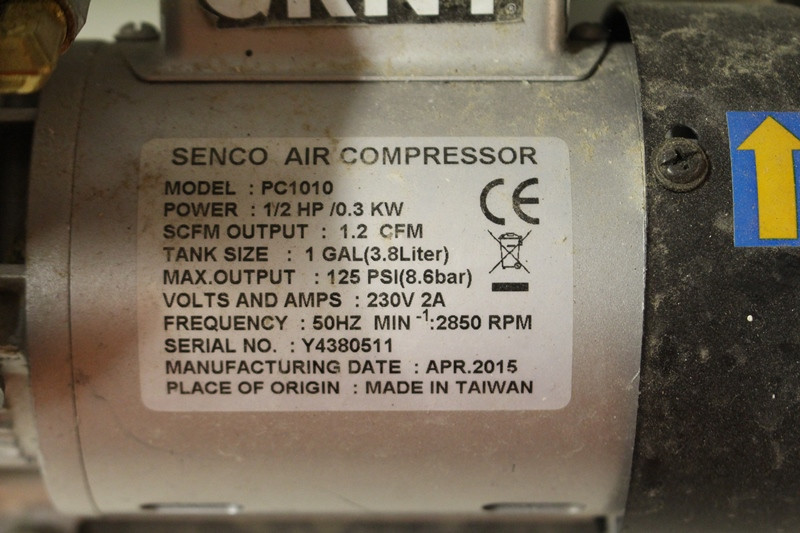 SENCO AIR COMPRESSOR
MODEL : PC1010
POWER : 1/2 HP /0.3 KW
SCFM OUTPUT : 1.2 CFM
TANK SIZE : 1 GAL(3.8Liter)
MAX.OUTPUT : 125 PSI(8.6bar)
VOLTS AND AMPS : 230V 2A
FREQUENCY : 50HZ MIN -1:2850 RPM
SERIAL NO. : Y4380511
MANUFACTURING DATE : APR.2015
PLACE OF ORIGIN : MADE IN TAIWAN
CE